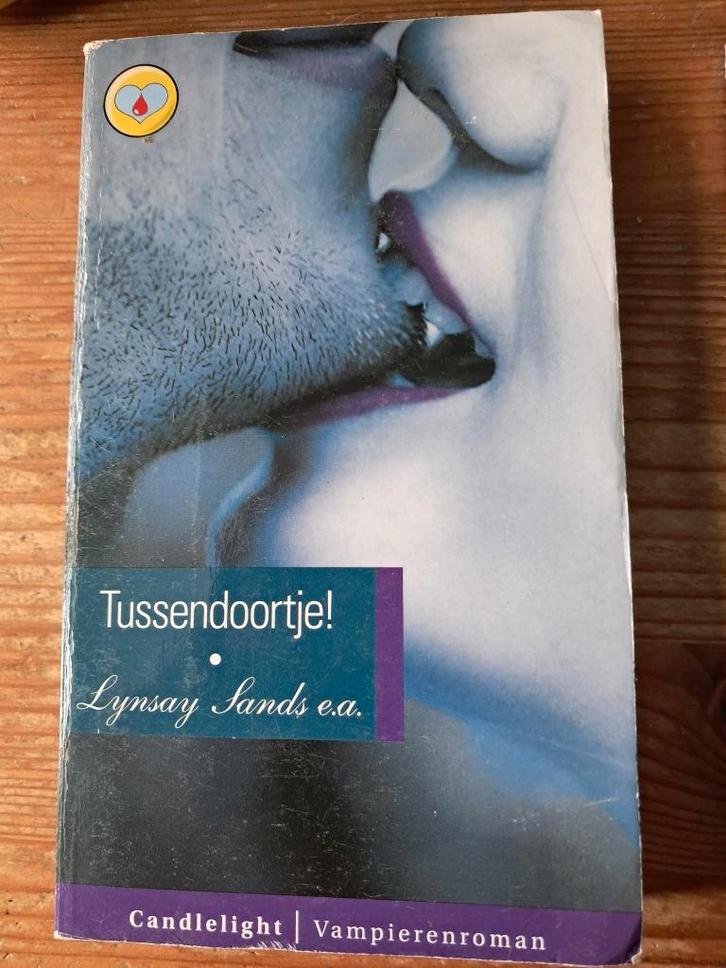 Tussendoortje!
Lynsay Sands e.a.
Candlelight | Vampierenroman